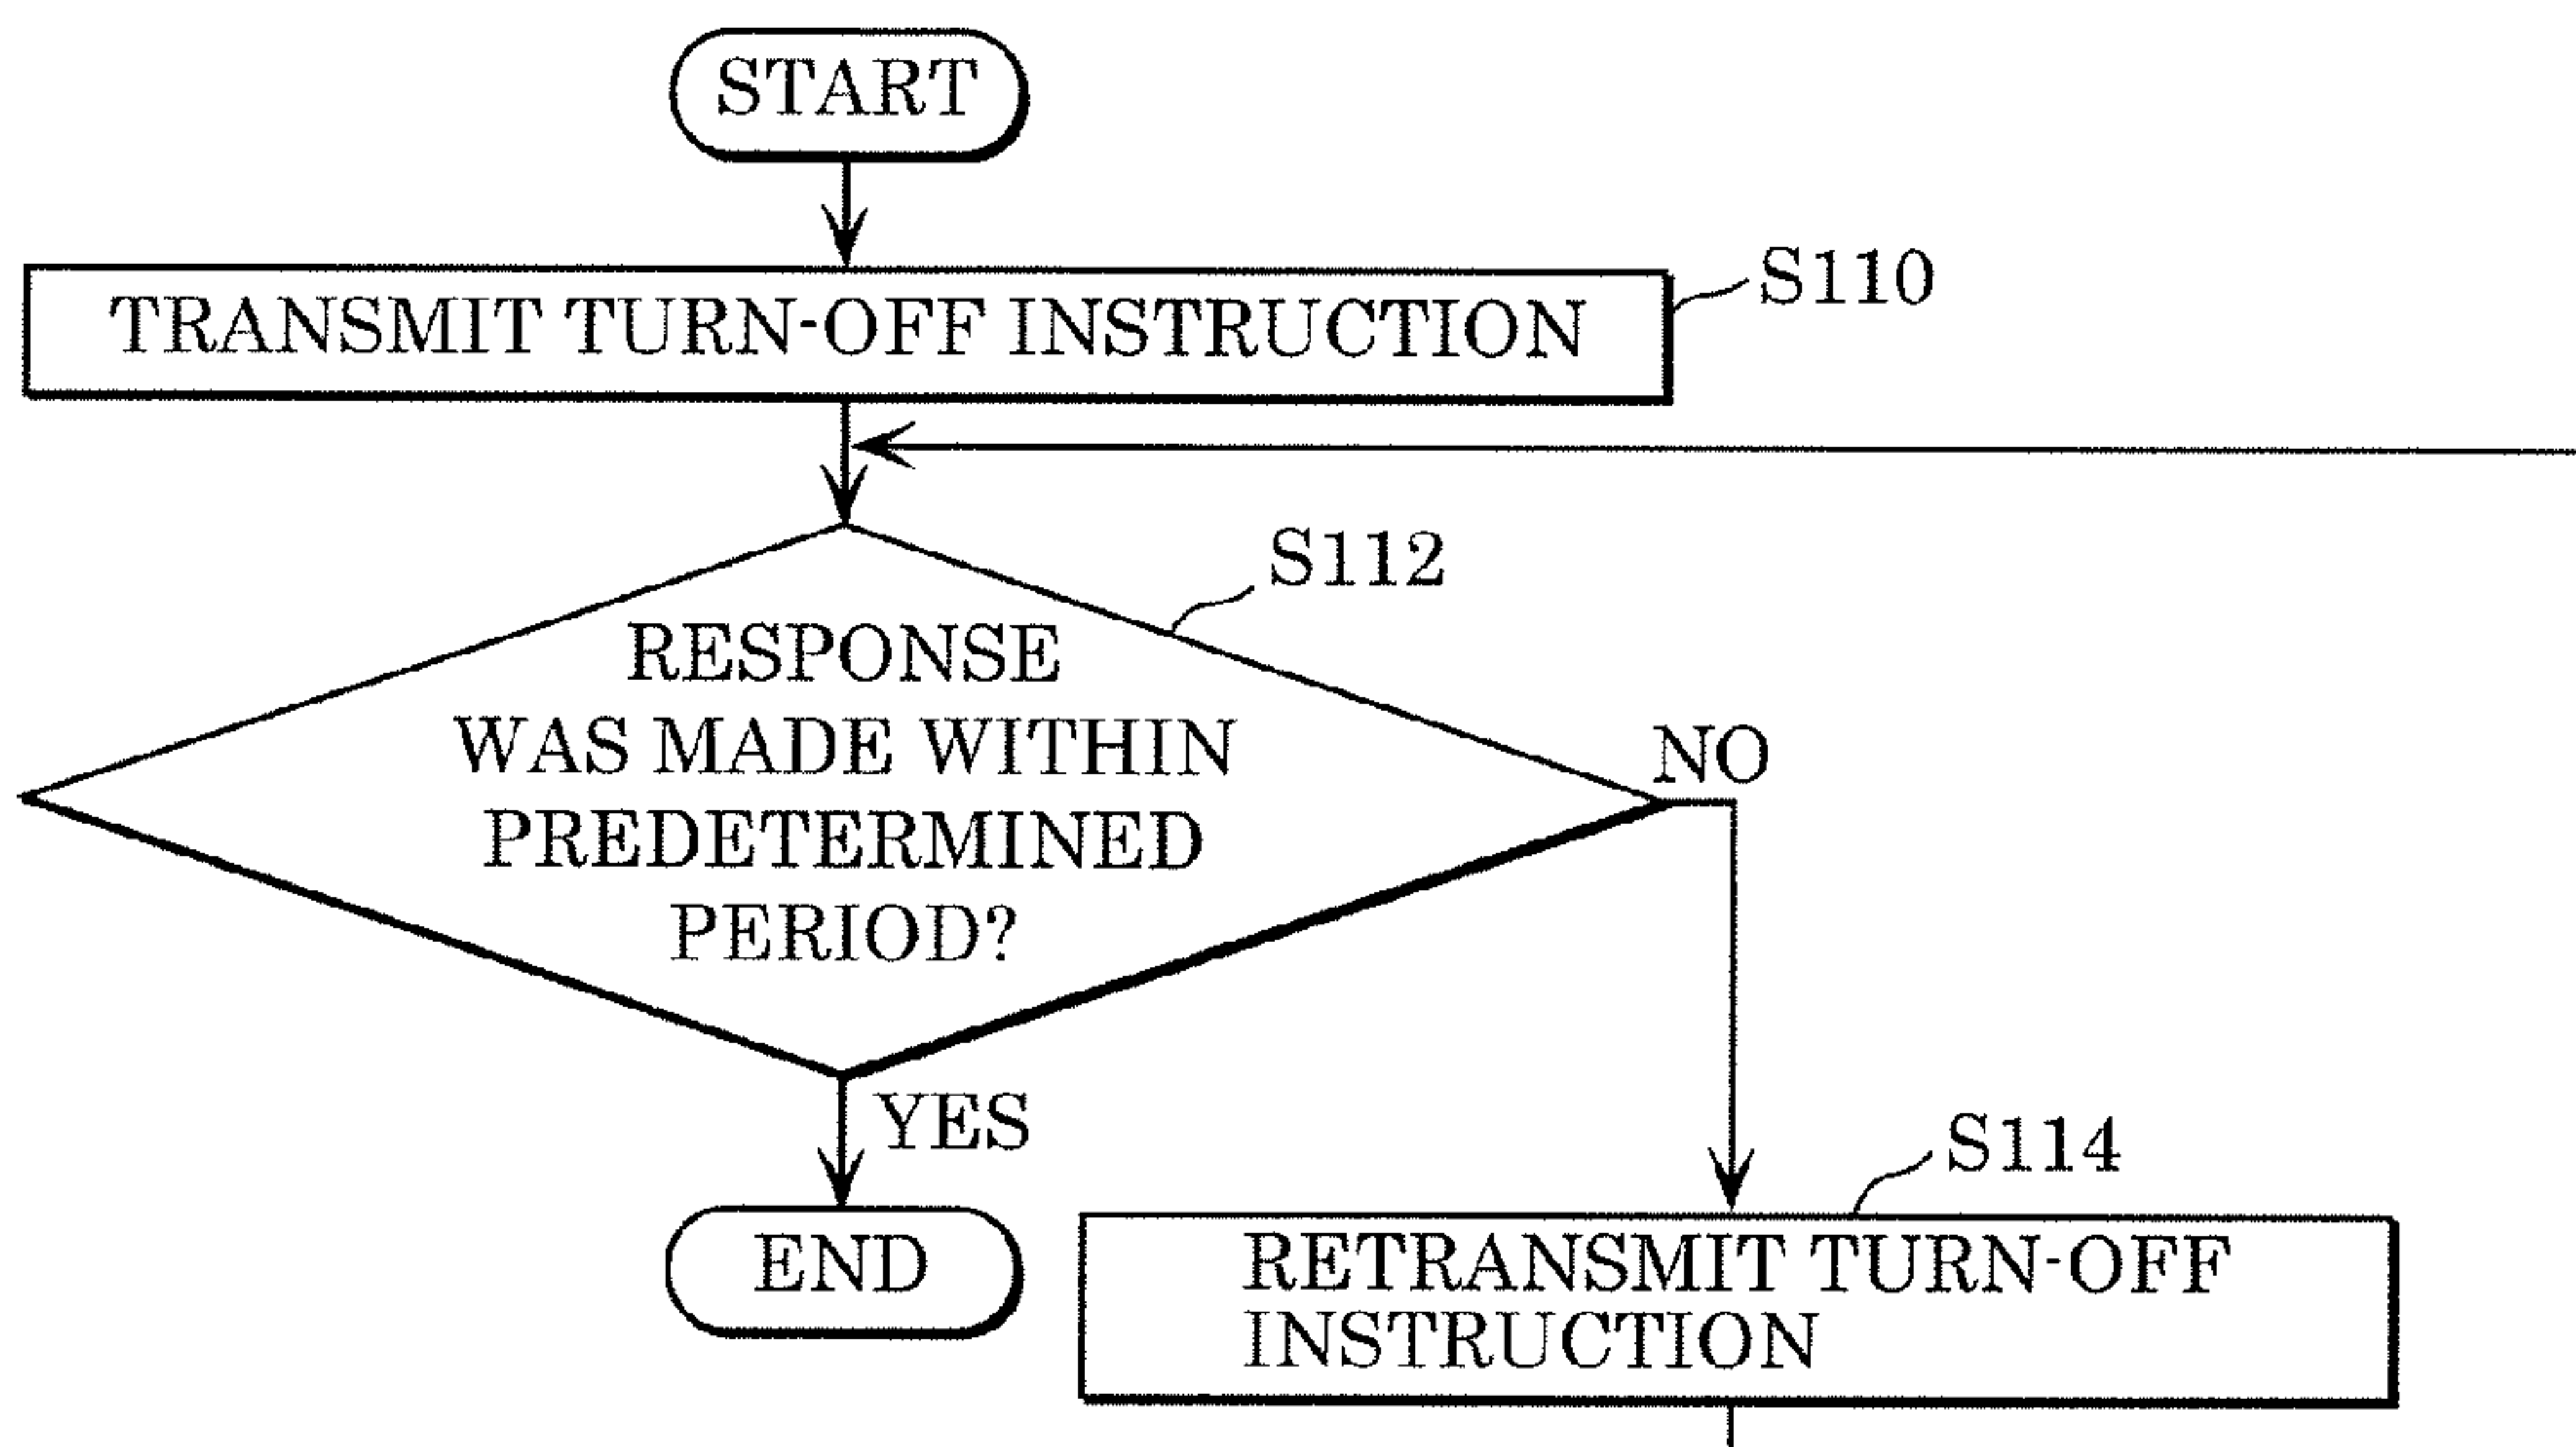 START
TRANSMIT TURN-OFF INSTRUCTION
S110
S112
RESPONSE
WAS MADE WITHIN
PREDETERMINED
PERIOD?
NO
YES
S114
END
RETRANSMIT TURN-OFF
INSTRUCTION